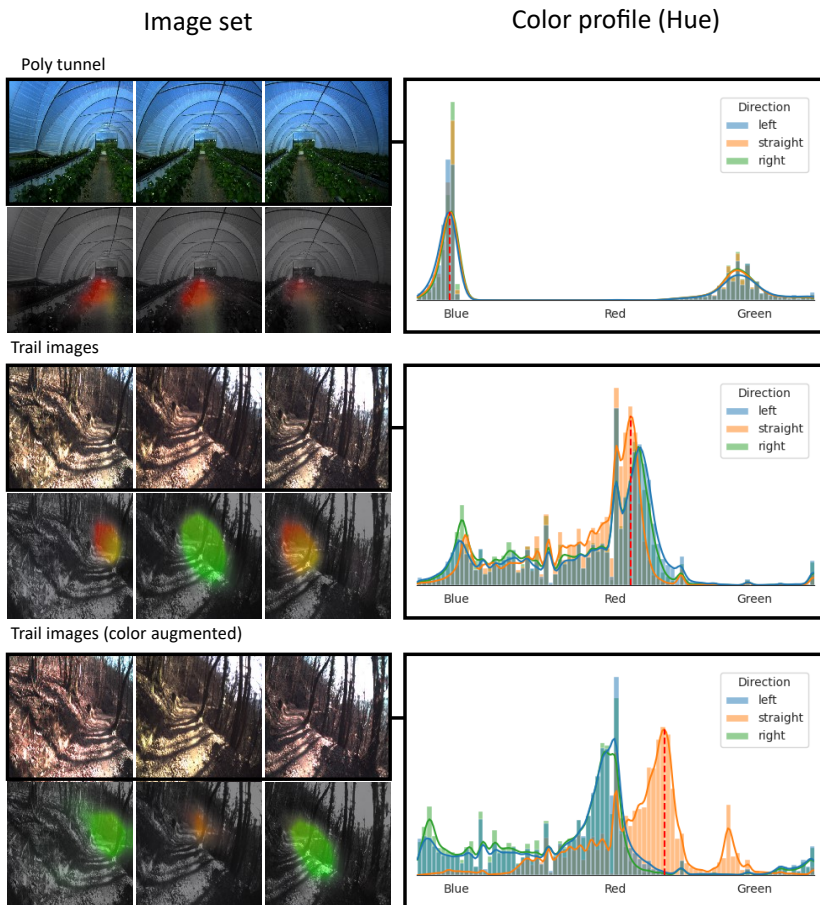 Image set
Color profile (Hue)
Poly tunnel
Direction
left
straight
right
Blue
Red
Green
Trail images
Direction
left
straight
right
Blue
Red
Green
Trail images (color augmented)
Direction
left
straight
right
Blue
Red
Green